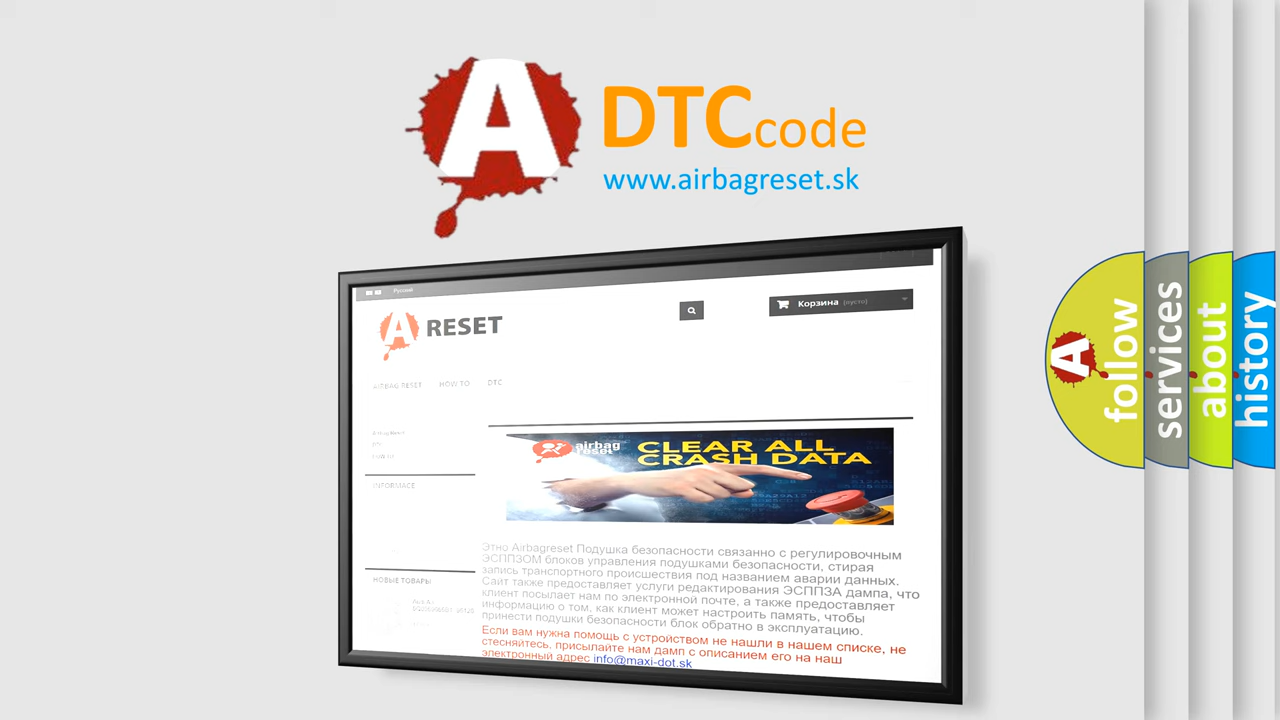 A
DTCcode
www.airbagreset.sk
Русский
Корзина (пусто)
A RESET
AIRBAG RESET HOW TO DTC
Airbag Reset
DTC
INFORMACE
airbag
reset
CLEAR ALL
CRASH DATA
Этно Airbagreset Подушка безопасности связанно с регулировочным
ЭСППЗОМ блоков управления подушками безопасности, стирая
запись транспортного происшествия под названием аварии данных.
Сайт также предоставляет услуги редактирования ЭСППЗА дампа, что
клиент посылает нам по электронной почте, а также предоставляет
информацию о том, как клиент может настроить память, чтобы
принести подушки безопасности блок обратно в эксплуатацию.
Если вам нужна помощь с устройством не нашли в нашем списке, не
стесняйтесь, присылайте нам дамп с описанием его на наш
электронный адрес info@maxi-dot.sk
НОВЫЕ ТОВАРЫ
A
follow
services
about
history